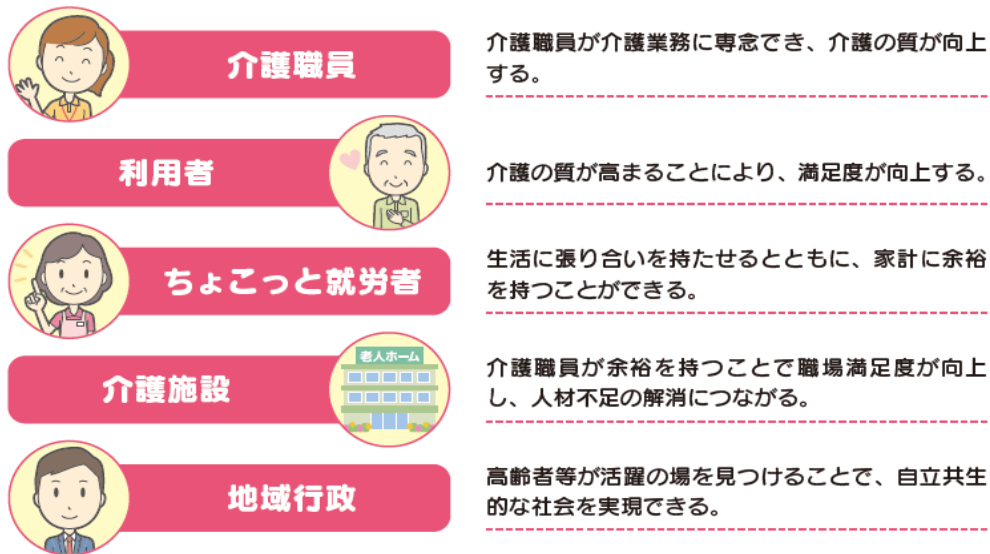 介護職員
介護職員が介護業務に専念でき、介護の質が向上
する。
利用者
介護の質が高まることにより、満足度が向上する。
ちょこっと就労者
生活に張り合いを持たせるとともに、家計に余裕
を持つことができる。
介護施設
老人ホーム
介護職員が余裕を持つことで職場満足度が向上
し、人材不足の解消につながる。
地域行政
高齢者等が活躍の場を見つけることで、自立共生
的な社会を実現できる。